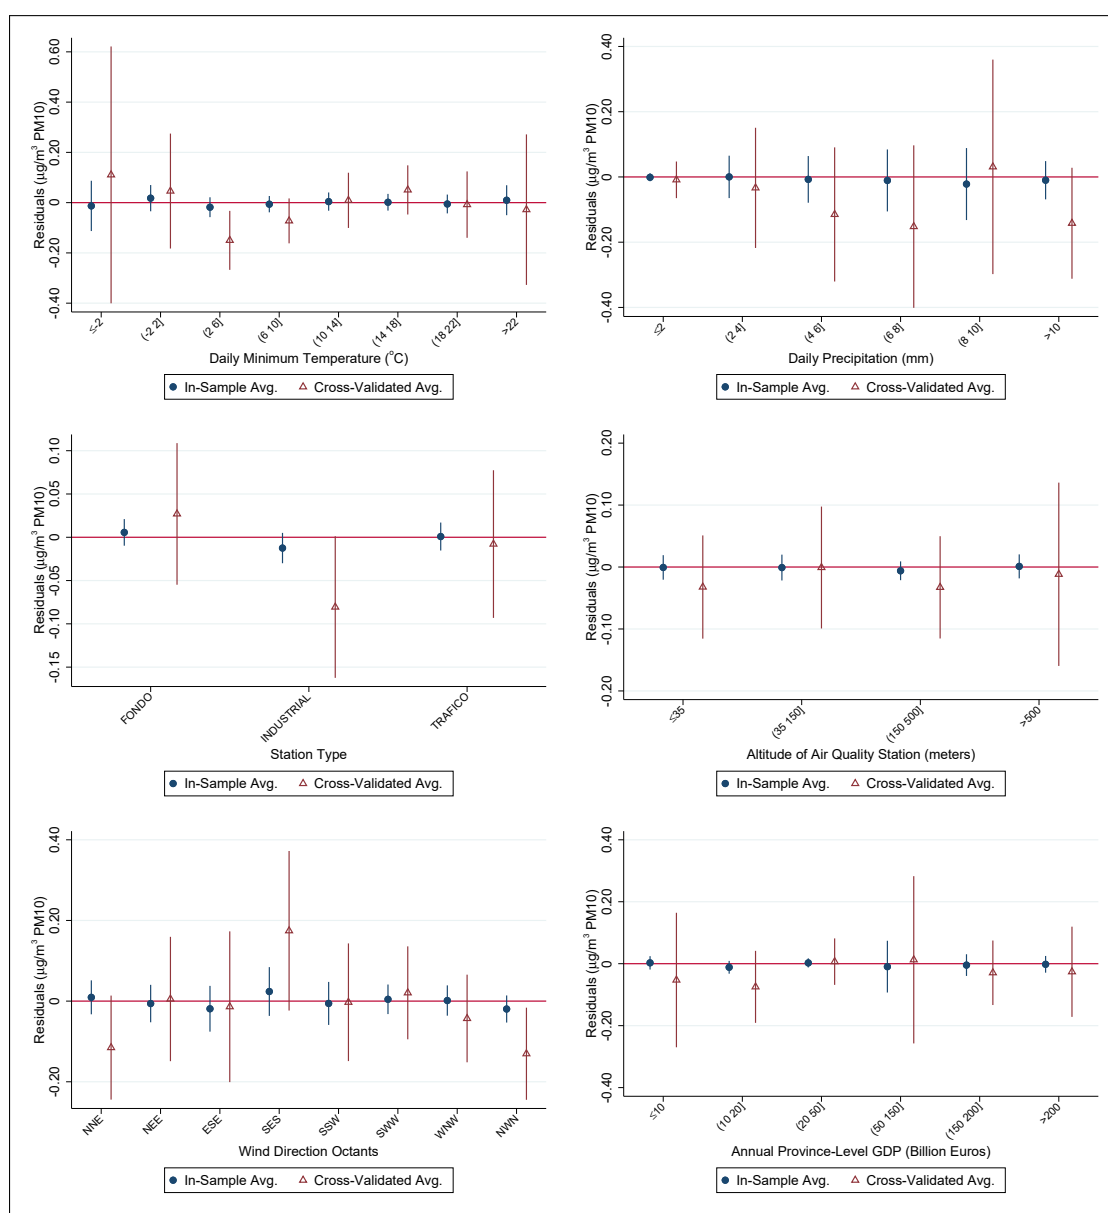 Residuals (µg/m³ PM10)
0.60
0.40
0.20
0
-0.20
-0.40
≤-2
(-2 2]
(2 6]
(6 10]
(10 14]
(14 18]
(18 22]
>22
Daily Minimum Temperature (°C)
In-Sample Avg. Cross-Validated Avg.
Residuals (µg/m³ PM10)
0.40
0.20
0
-0.20
-0.40
≤2
(2 4]
(4 6]
(6 8]
(8 10]
>10
Daily Precipitation (mm)
In-Sample Avg. Cross-Validated Avg.
Residuals (µg/m³ PM10)
0.10
0.05
0
-0.05
-0.10
-0.15
FONDO
INDUSTRIAL
TRAFICO
Station Type
In-Sample Avg. Cross-Validated Avg.
Residuals (µg/m³ PM10)
0.20
0.10
0
-0.10
-0.20
≤35
(35 150]
(150 500]
>500
Altitude of Air Quality Station (meters)
In-Sample Avg. Cross-Validated Avg.
Residuals (µg/m³ PM10)
0.40
0.20
0
-0.20
NNE
NEE
ESE
SES
SSW
SWW
WNW
NWN
Wind Direction Octants
In-Sample Avg. Cross-Validated Avg.
Residuals (µg/m³ PM10)
0.40
0.20
0
-0.20
-0.40
≤10
(10 20]
(20 50]
(50 150]
(150 200]
>200
Annual Province-Level GDP (Billion Euros)
In-Sample Avg. Cross-Validated Avg.